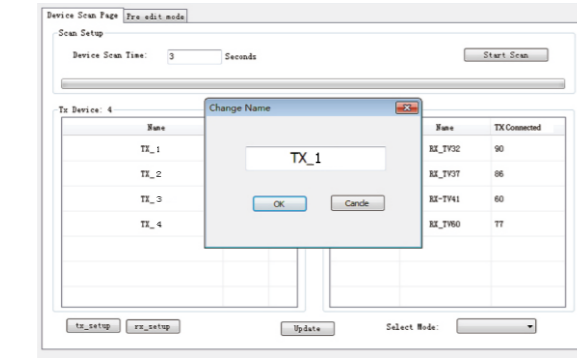 Device Scan Page Pre edit mode
Scan Setup
Device Scan Time: 3 Seconds Start Scan
Tx Device: 4
Change Name
TX_1
OK Cancle
Name Name TX Connected
TX_1 RX_TV32 90
TX_2 RX_TV37 86
TX_3 RX-TV41 60
TX_4 RX_TV60 77
tx_setup rx_setup Update Select Mode: